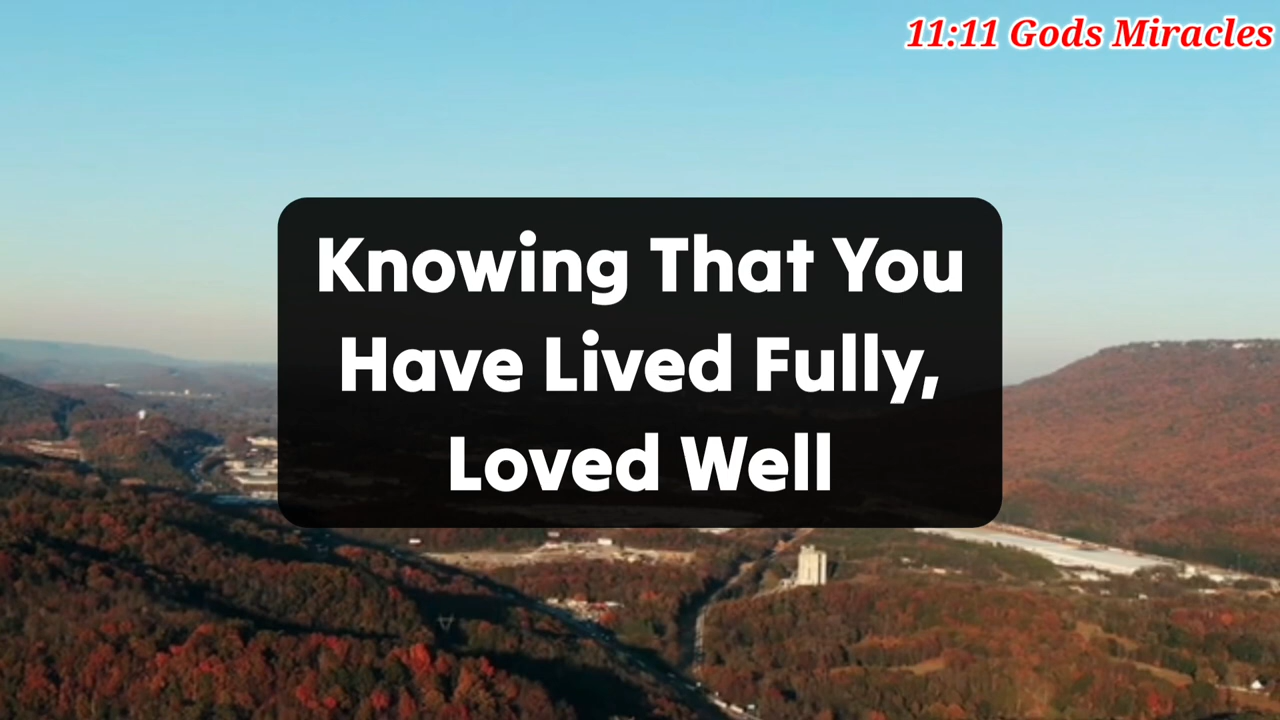 11:11 Gods Miracles
Knowing That You
Have Lived Fully,
Loved Well